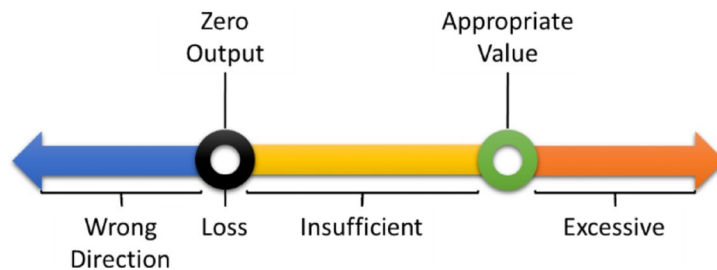 Zero
Output
Appropriate
Value
Wrong
Direction
Loss
Insufficient
Excessive